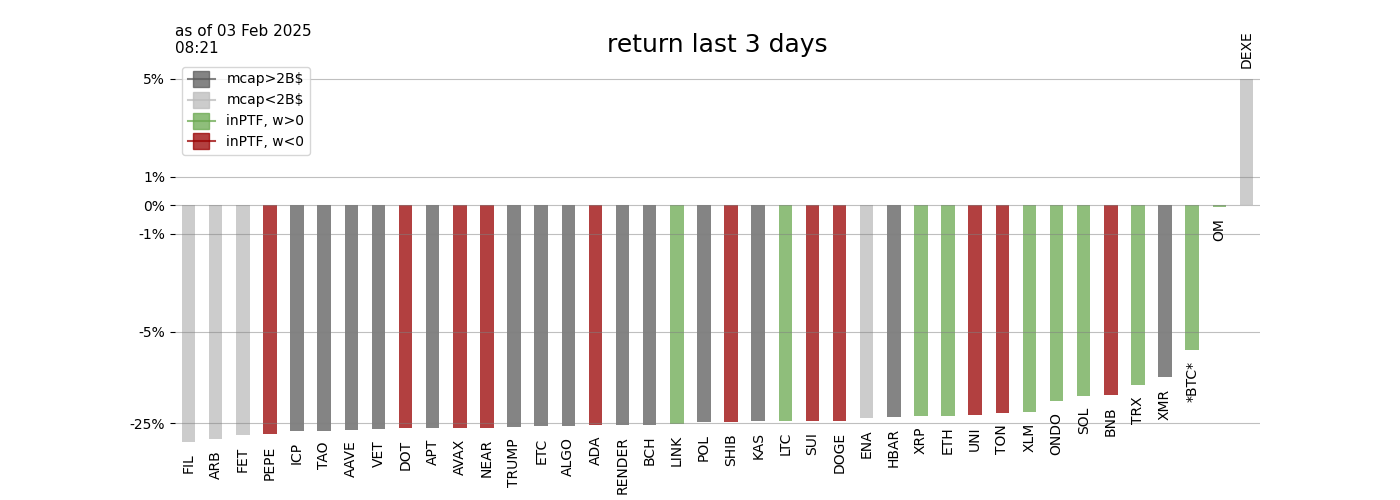 as of 03 Feb 2025
08:21
return last 3 days
mcap>2B$
mcap<2B$
inPTF, w>0
inPTF, w<0
5%
1%
0%
-1%
-5%
-25%
FIL
ARB
FET
PEPE
ICP
TAO
AAVE
VET
DOT
APT
AVAX
NEAR
TRUMP
ETC
ALGO
ADA
RENDER
BCH
LINK
POL
SHIB
KAS
LTC
SUI
DOGE
ENA
HBAR
XRP
ETH
UNI
TON
XLM
ONDO
SOL
BNB
TRX
XMR
*BTC*
OM
DEXE